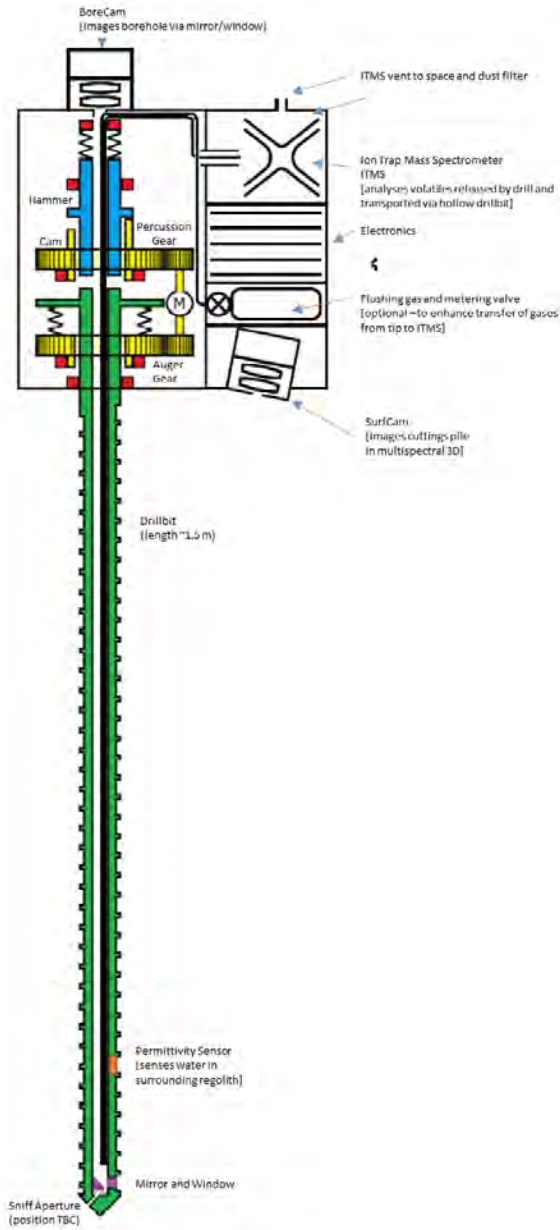 BoreCam
(images borehole via mirror/window)
ITMS vent to space and dust filter
Ion Trap Mass Spectrometer
ITMS
[analyses volatiles released by drill and
transported via hollow drillbit]
Hammer
Cam
Percussion
Gear
Electronics
M
Flushing gas and metering valve
[optional – to enhance transfer of gases
from tip to ITMS]
Auger
Gear
SurfCam
[images cuttings pile
in multispectral 3D]
Drillbit
(length ~1.5 m)
Permittivity Sensor
[senses water in
surrounding regolith]
Mirror and Window
Sniff Aperture
(position TBC)